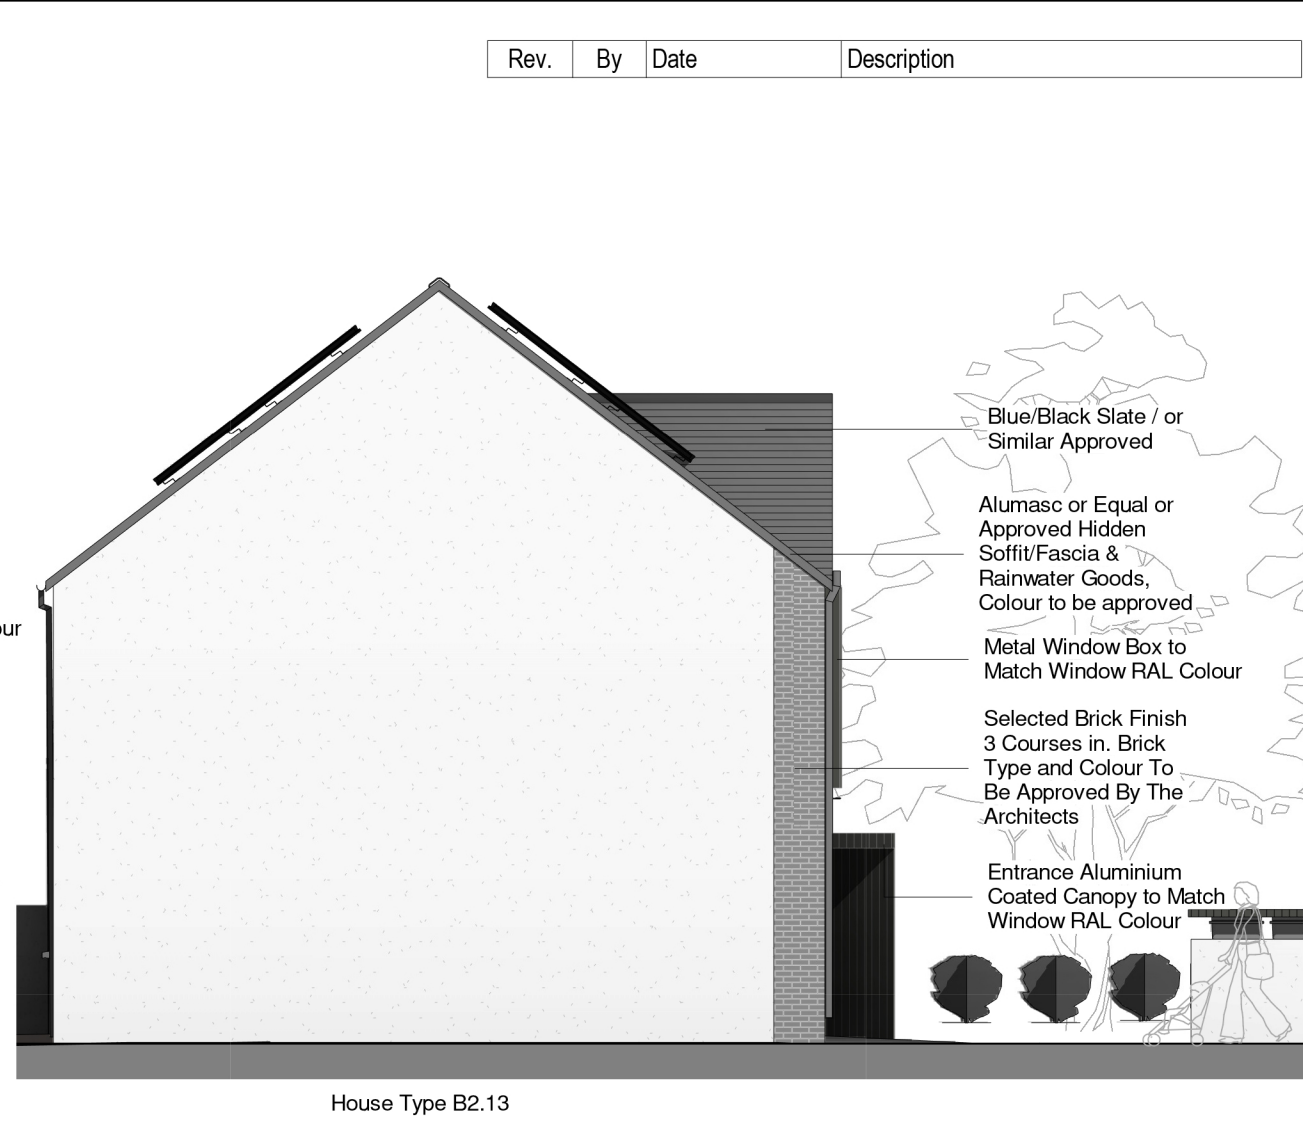 Rev. By Date Description
Blue/Black Slate / or
Similar Approved
Alumasc or Equal or
Approved Hidden
Soffit/Fascia &
Rainwater Goods,
Colour to be approved
our
Metal Window Box to
Match Window RAL Colour
Selected Brick Finish
3 Courses in. Brick
Type and Colour To
Be Approved By The
Architects
Entrance Aluminium
Coated Canopy to Match
Window RAL Colour
House Type B2.13